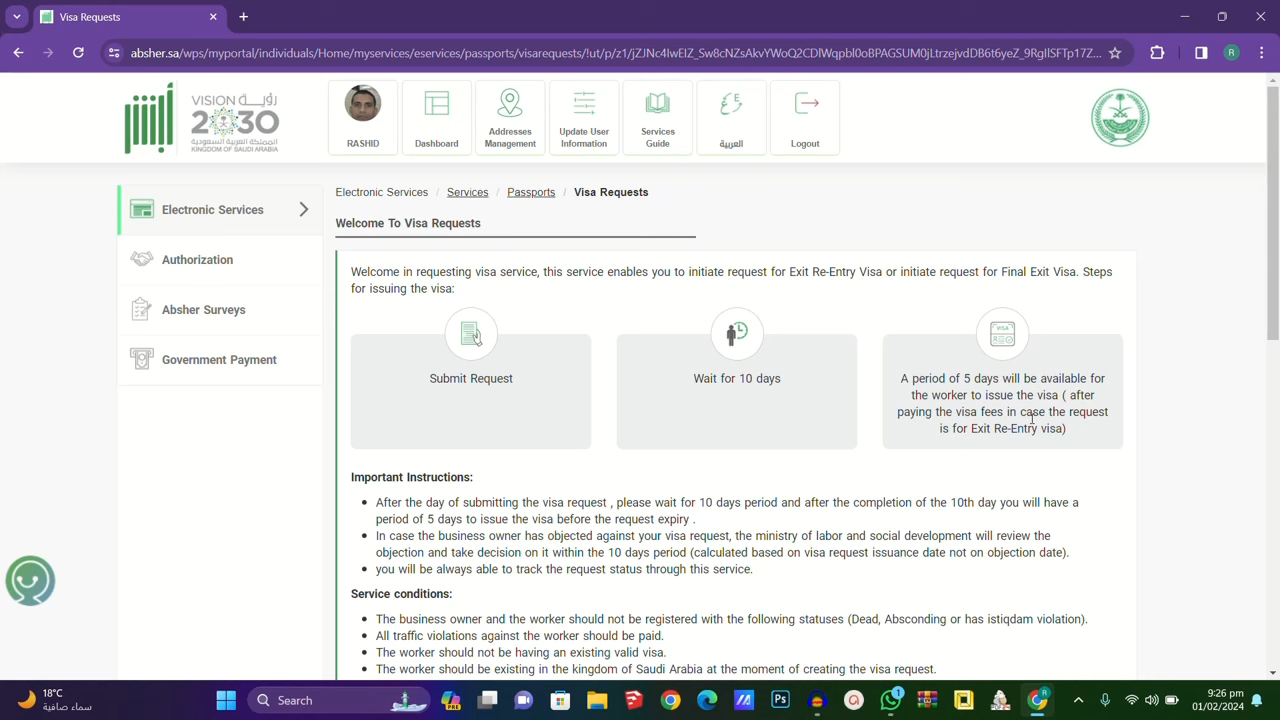 Visa Requests
absher.sa/wps/myportal/individuals/Home/myservices/eservices/passports/visarequests/!ut/p/z1/jZJNc4IwEIZ_Sw8cNZsAkvYWoQ2CDlWqpbl0oBPAGSUM0jLtrzejvdDB6t6yeZ_9RgIlSFTp17Z...
R
أبشر
VISION رؤية
2030
المملكة العربية السعودية
KINGDOM OF SAUDI ARABIA
RASHID
Dashboard
Addresses
Management
Update User
Information
Services
Guide
E
ع
العربية
Logout
Electronic Services
Authorization
Absher Surveys
Government Payment
Electronic Services / Services / Passports / Visa Requests
Welcome To Visa Requests
Welcome in requesting visa service, this service enables you to initiate request for Exit Re-Entry Visa or initiate request for Final Exit Visa. Steps
for issuing the visa:
Submit Request
Wait for 10 days
VISA
A period of 5 days will be available for
the worker to issue the visa ( after
paying the visa fees in case the request
is for Exit Re-Entry visa)
Important Instructions:
After the day of submitting the visa request , please wait for 10 days period and after the completion of the 10th day you will have a
period of 5 days to issue the visa before the request expiry .
In case the business owner has objected against your visa request, the ministry of labor and social development will review the
objection and take decision on it within the 10 days period (calculated based on visa request issuance date not on objection date).
you will be always able to track the request status through this service.
Service conditions:
The business owner and the worker should not be registered with the following statuses (Dead, Absconding or has istiqdam violation).
All traffic violations against the worker should be paid.
The worker should not be having an existing valid visa.
The worker should be existing in the kingdom of Saudi Arabia at the moment of creating the visa request.
18°C
سماء صافية
Search
PRE
Ps
1
R
9:26 pm
01/02/2024